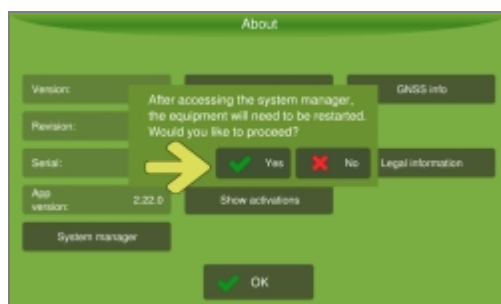 About
Version:
GNSS info
After accessing the system manager,
the equipment will need to be restarted.
Would you like to proceed?
Revision:
Serial:
Yes
No
Legal information
App
version:
2.22.0
Show activations
System manager
OK